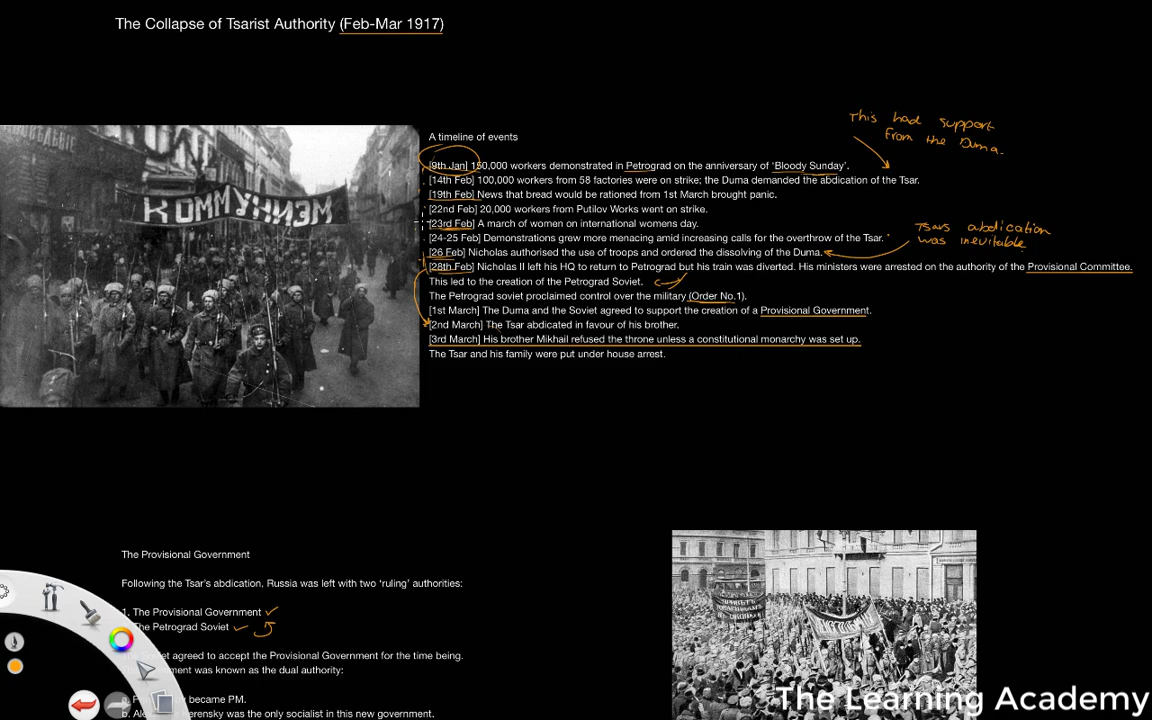 The Collapse of Tsarist Authority (Feb-Mar 1917)
This had support
from the Duma.
КОММУНИЗМ
A timeline of events
[9th Jan] 150,000 workers demonstrated in Petrograd on the anniversary of ‘Bloody Sunday’.
[14th Feb] 100,000 workers from 58 factories were on strike; the Duma demanded the abdication of the Tsar.
[19th Feb] News that bread would be rationed from 1st March brought panic.
[22nd Feb] 20,000 workers from Putilov Works went on strike.
[23rd Feb] A march of women on international womens day.
[24-25 Feb] Demonstrations grew more menacing amid increasing calls for the overthrow of the Tsar.
[26 Feb] Nicholas authorised the use of troops and ordered the dissolving of the Duma.
Tsars abdication
was inevitable
[28th Feb] Nicholas II left his HQ to return to Petrograd but his train was diverted. His ministers were arrested on the authority of the Provisional Committee.
This led to the creation of the Petrograd Soviet.
The Petrograd soviet proclaimed control over the military (Order No.1).
[1st March] The Duma and the Soviet agreed to support the creation of a Provisional Government.
[2nd March] The Tsar abdicated in favour of his brother.
[3rd March] His brother Mikhail refused the throne unless a constitutional monarchy was set up.
The Tsar and his family were put under house arrest.
The Provisional Government
Following the Tsar’s abdication, Russia was left with two ‘ruling’ authorities:
1. The Provisional Government
The Petrograd Soviet
agreed to accept the Provisional Government for the time being.
was known as the dual authority:
became PM.
b. was the only socialist in this new government.
The Learning Academy